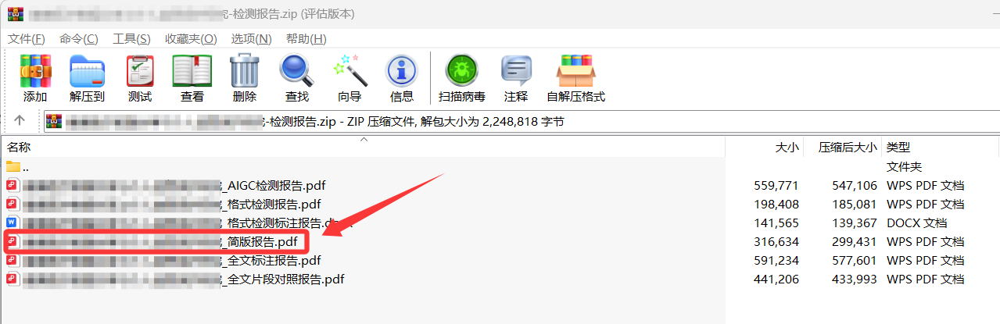 -检测报告.zip (评估版本)
文件(F) 命令(C) 工具(S) 收藏夹(O) 选项(N) 帮助(H)
添加 解压到 测试 查看 删除 查找 向导 信息 扫描病毒 注释 自解压格式
-检测报告.zip - ZIP 压缩文件, 解包大小为 2,248,818 字节
名称 大小 压缩后大小 类型
.. 文件夹
_AIGC检测报告.pdf 559,771 547,106 WPS PDF 文档
_格式检测报告.pdf 198,408 185,081 WPS PDF 文档
_格式检测标注报告 141,565 139,367 DOCX 文档
_简版报告.pdf 316,634 299,431 WPS PDF 文档
_全文标注报告.pdf 591,234 577,601 WPS PDF 文档
_全文片段对照报告.pdf 441,206 433,993 WPS PDF 文档